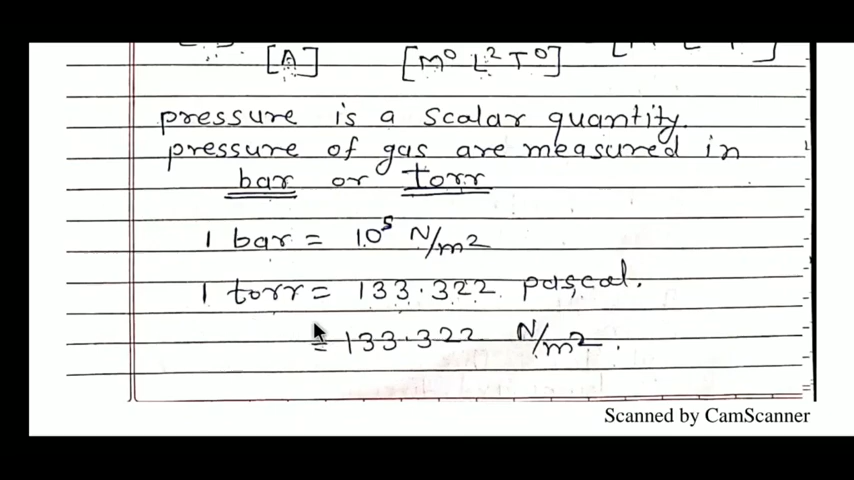 [A] [M⁰ L² T⁰]
pressure is a scalar quantity.
pressure of gas are measured in
bar or torr
1 bar = 10⁵ N/m²
1 torr = 133.322 pascal.
= 133.322 N/m².
Scanned by CamScanner